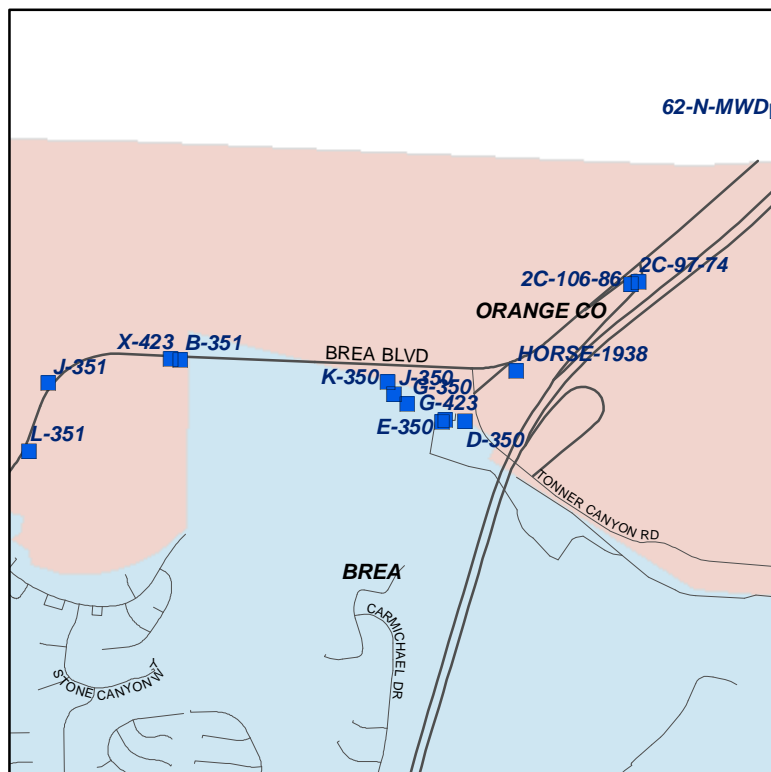 62-N-MWD
2C-97-74
2C-106-86
ORANGE CO
X-423
B-351
BREA BLVD
HORSE-1938
J-351
K-350
J-350
G-350
G-423
E-350
D-350
L-351
TONNER CANYON RD
BREA
CARMICHAEL DR
STONE CANYON WY